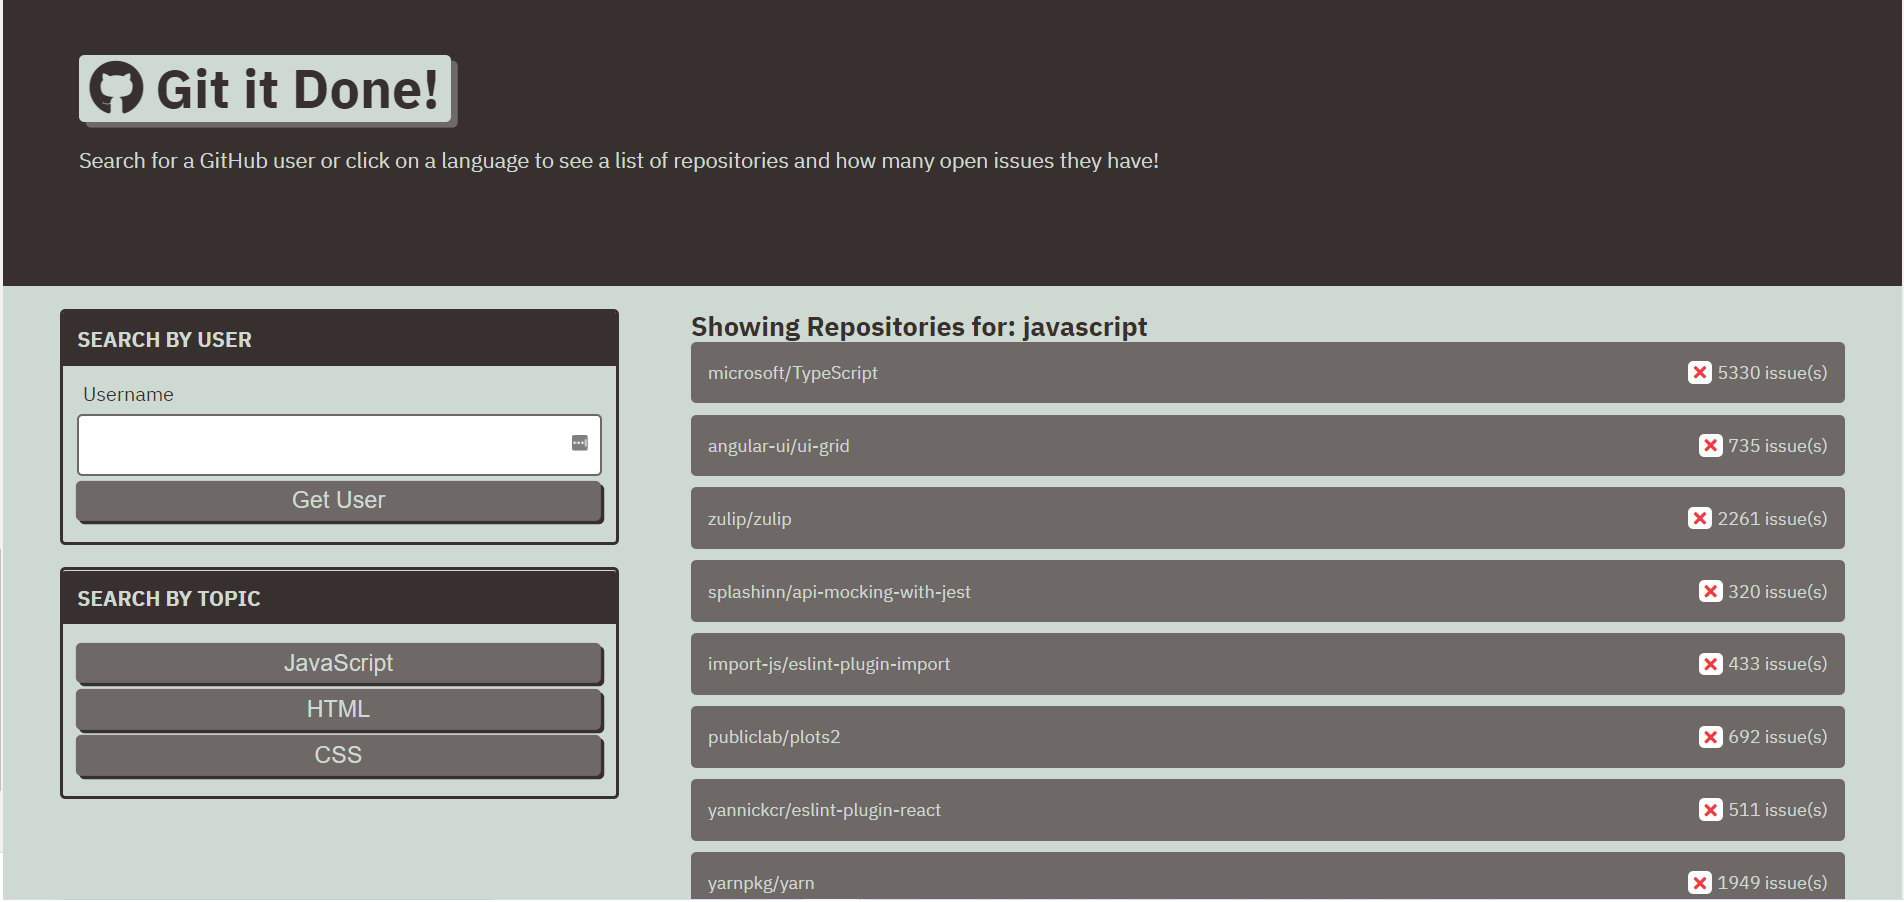 Git it Done!
Search for a GitHub user or click on a language to see a list of repositories and how many open issues they have!
SEARCH BY USER
Username
Get User
SEARCH BY TOPIC
JavaScript
HTML
CSS
Showing Repositories for: javascript
microsoft/TypeScript 5330 issue(s)
angular-ui/ui-grid 735 issue(s)
zulip/zulip 2261 issue(s)
splashinn/api-mocking-with-jest 320 issue(s)
import-js/eslint-plugin-import 433 issue(s)
publiclab/plots2 692 issue(s)
yannickcr/eslint-plugin-react 511 issue(s)
yarnpkg/yarn 1949 issue(s)